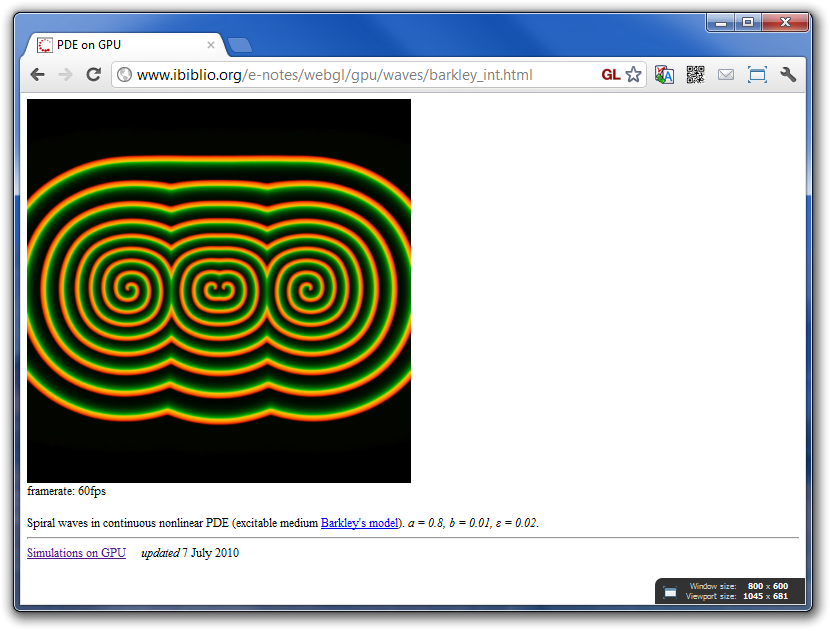 PDE on GPU
www.ibiblio.org/e-notes/webgl/gpu/waves/barkley_int.html GL
framerate: 60fps
Spiral waves in continuous nonlinear PDE (excitable medium Barkley's model). a = 0.8, b = 0.01, ε = 0.02.
Simulations on GPU updated 7 July 2010
Window size: 800 x 600
Viewport size: 1045 x 681